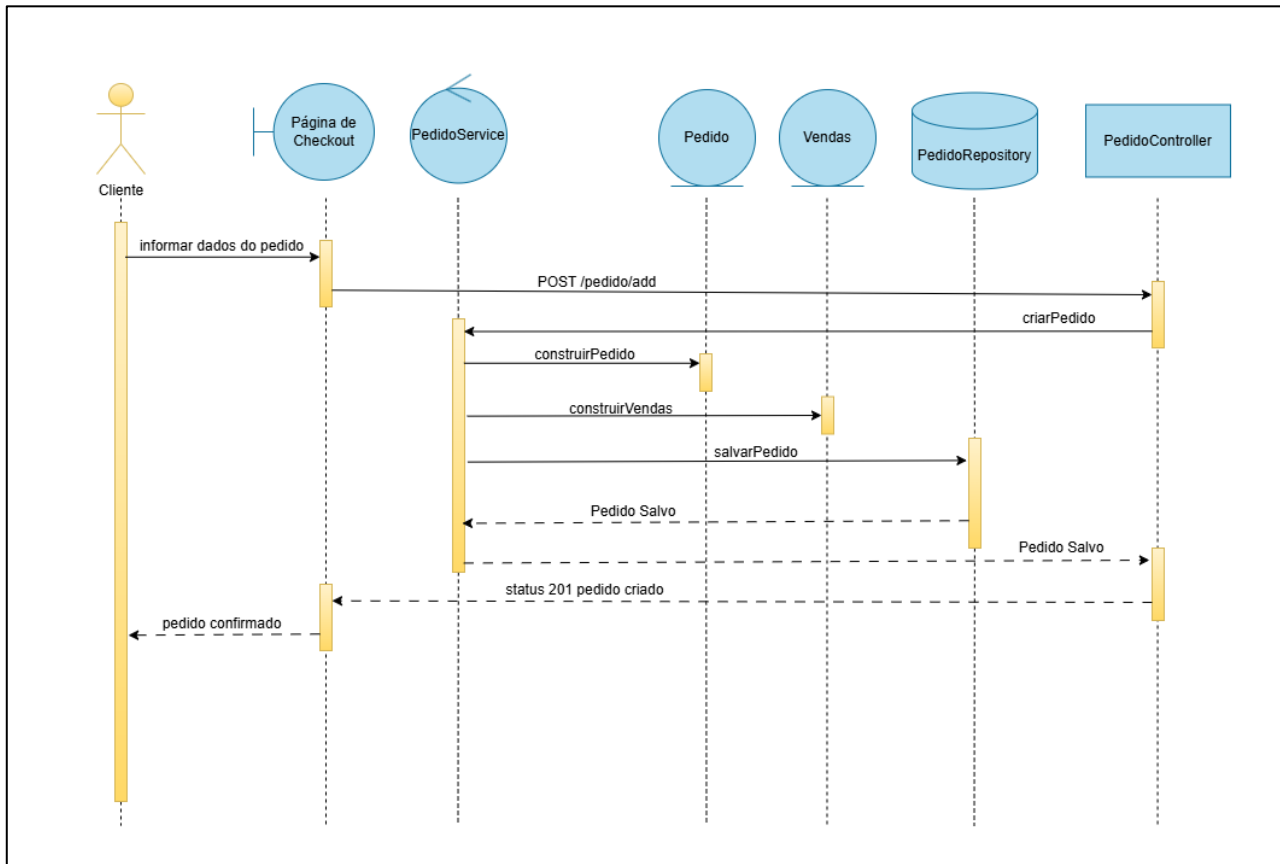 Página de
Checkout
PedidoService
Pedido
Vendas
PedidoRepository
PedidoController
Cliente
informar dados do pedido
POST /pedido/add
criarPedido
construirPedido
construirVendas
salvarPedido
Pedido Salvo
Pedido Salvo
status 201 pedido criado
pedido confirmado